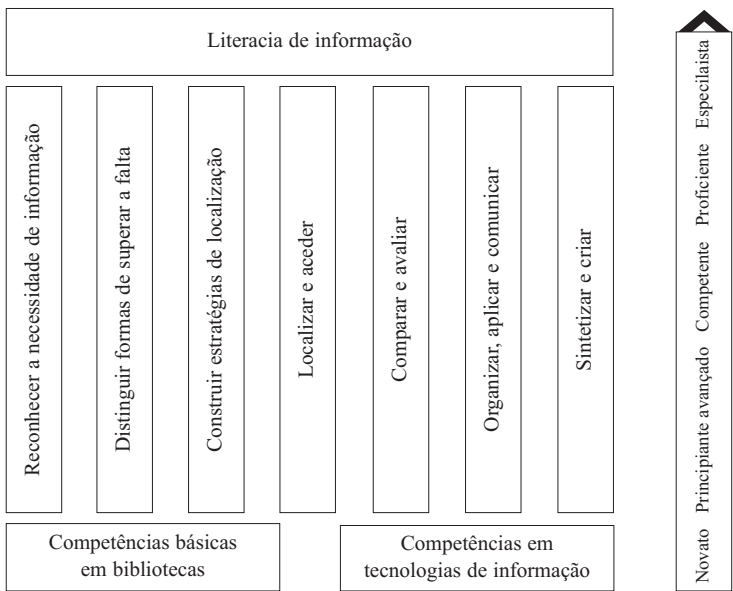 Literacia de informação
Reconhecer a necessidade de informação
Distinguir formas de superar a falta
Construir estratégias de localização
Localizar e aceder
Comparar e avaliar
Organizar, aplicar e comunicar
Sintetizar e criar
Competências básicas
em bibliotecas
Competências em
tecnologias de informação
Novato Principiante avançado Competente Proficiente Especilaista